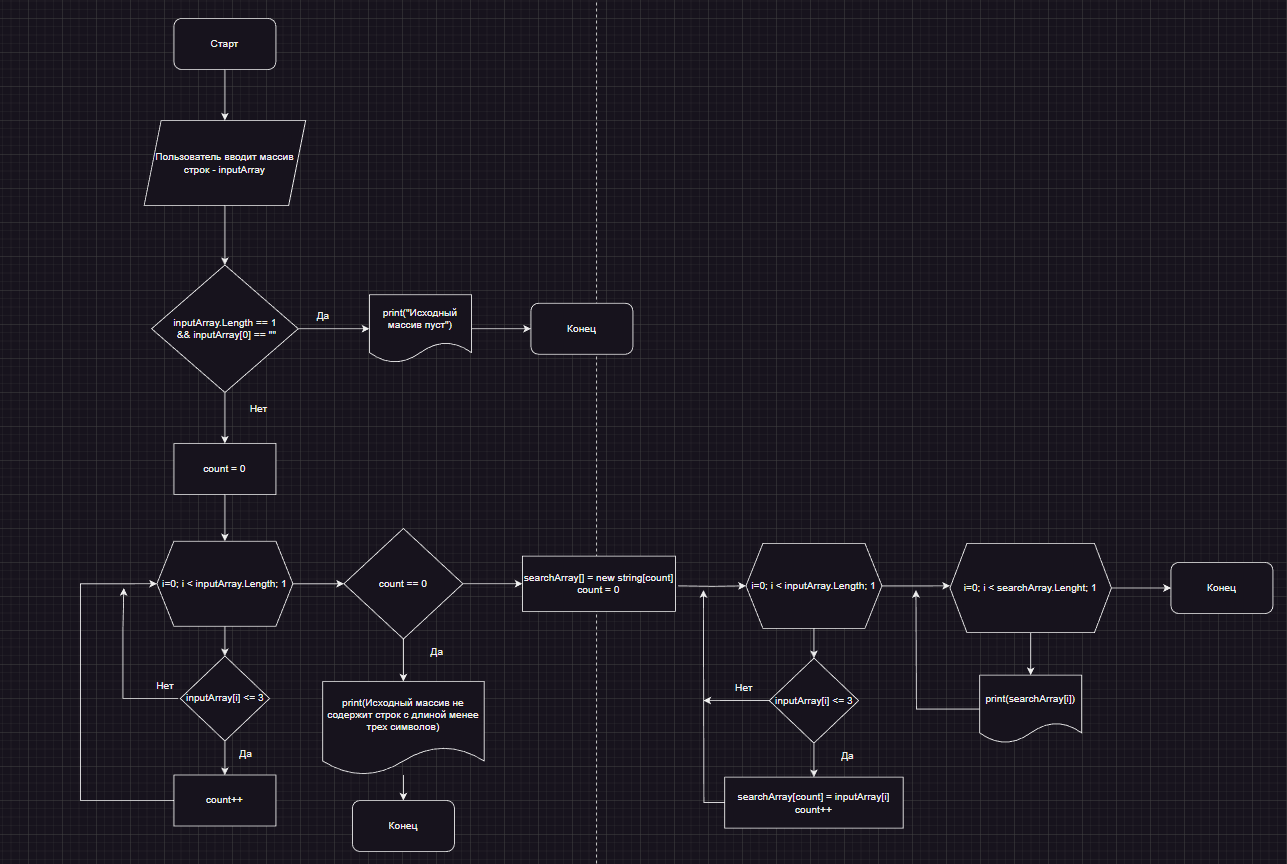 Старт
Пользователь вводит массив
строк - inputArray
inputArray.Length == 1
&& inputArray[0] == ""
Да
print("Исходный
массив пуст")
Конец
Нет
count = 0
i=0; i < inputArray.Length; 1
count == 0
searchArray[] = new string[count]
count = 0
i=0; i < inputArray.Length; 1
i=0; i < searchArray.Lenght; 1
Конец
Да
Нет
inputArray[i] <= 3
print(Исходный массив не
содержит строк с длиной менее
трех символов)
Нет
inputArray[i] <= 3
print(searchArray[i])
Да
Да
count++
Конец
searchArray[count] = inputArray[i]
count++